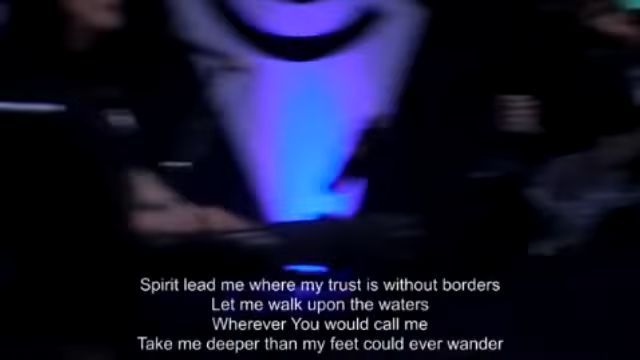 Spirit lead me where my trust is without borders
Let me walk upon the waters
Wherever You would call me
Take me deeper than my feet could ever wander